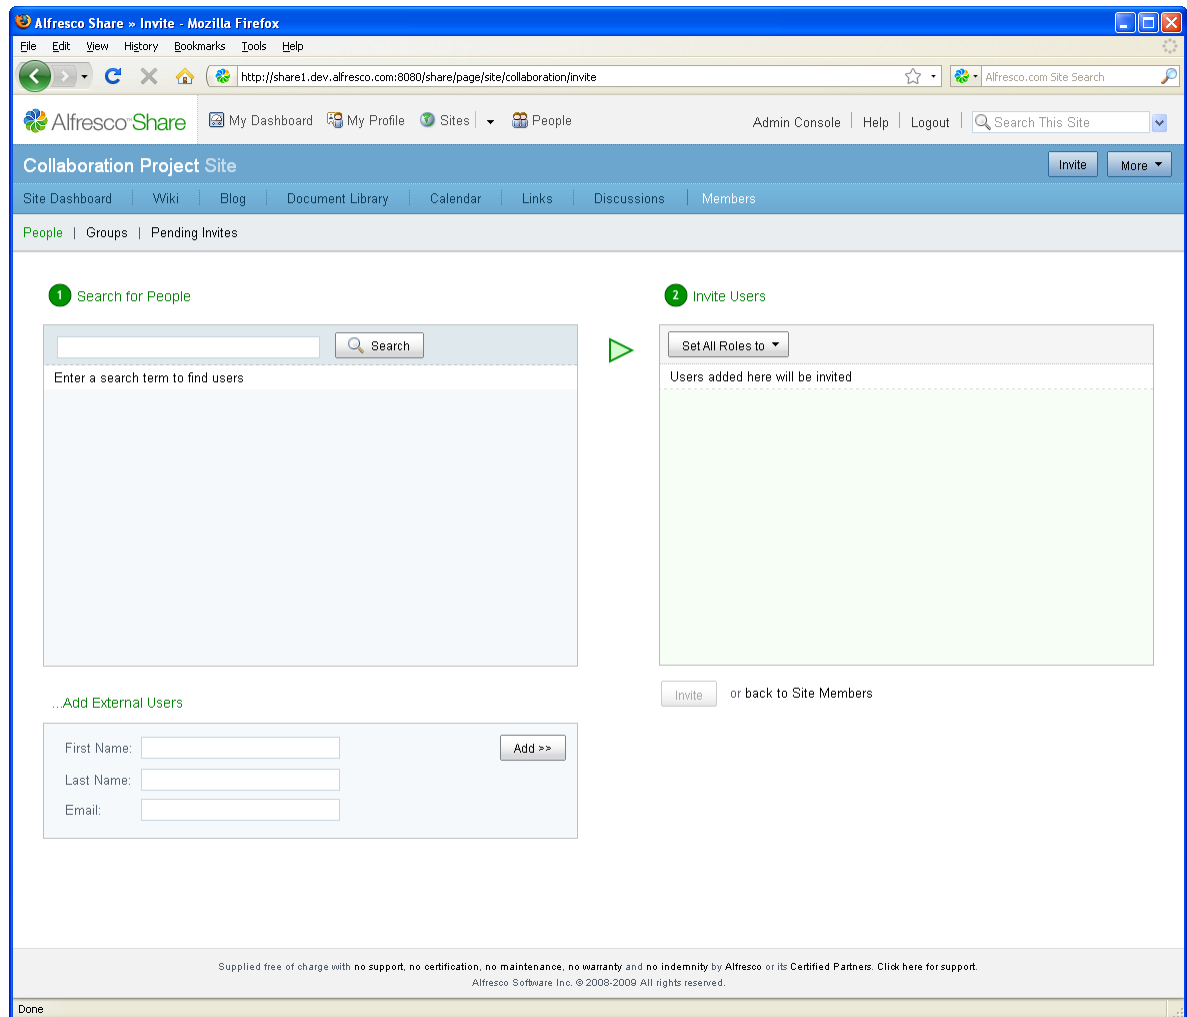 Alfresco Share » Invite - Mozilla Firefox
File Edit View History Bookmarks Tools Help
http://share1.dev.alfresco.com:8080/share/page/site/collaboration/invite Alfresco.com Site Search
Alfresco Share My Dashboard My Profile Sites People Admin Console Help Logout Search This Site
Collaboration Project Site Invite More
Site Dashboard Wiki Blog Document Library Calendar Links Discussions Members
People | Groups | Pending Invites
1 Search for People
Search
Enter a search term to find users
2 Invite Users
Set All Roles to
Users added here will be invited
Invite or back to Site Members
...Add External Users
First Name: Add >>
Last Name:
Email:
Supplied free of charge with no support, no certification, no maintenance, no warranty and no indemnity by Alfresco or its Certified Partners. Click here for support.
Alfresco Software Inc. © 2008-2009 All rights reserved.
Done